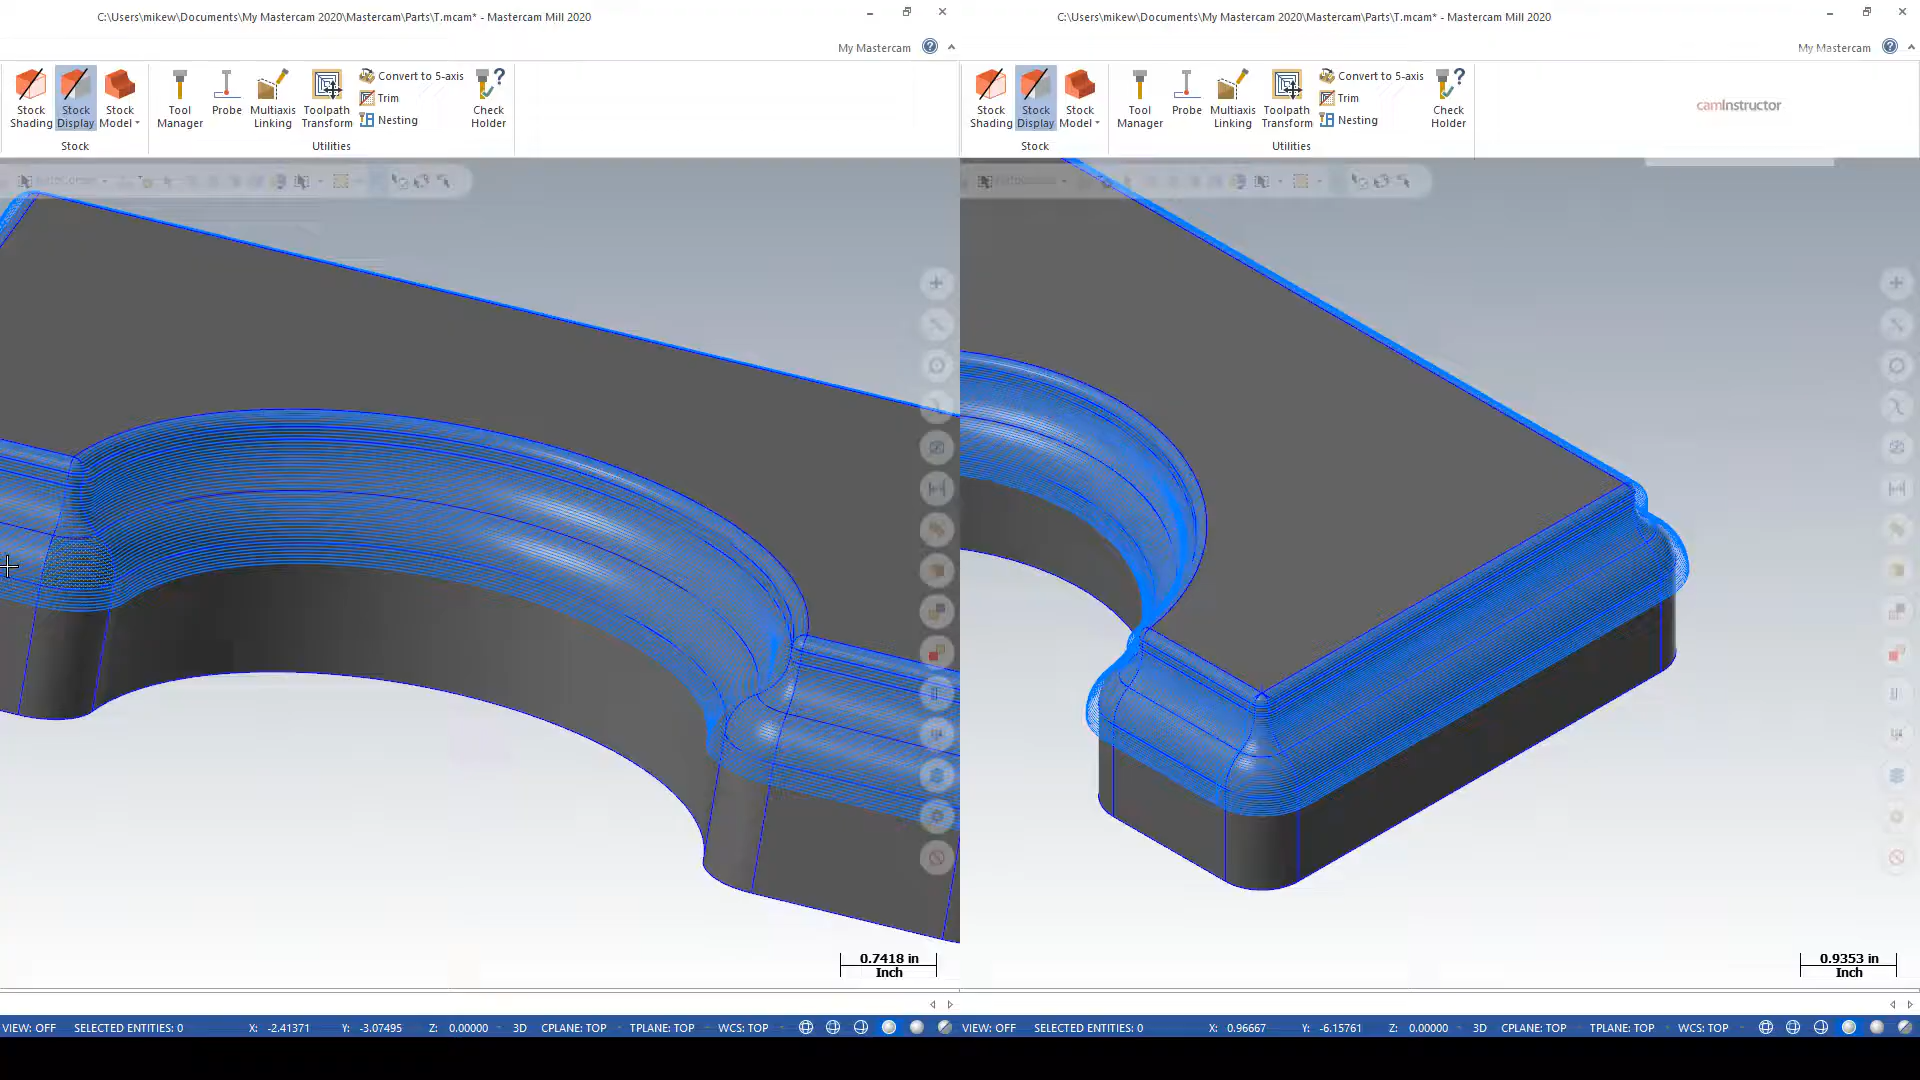 C:\Users\mikew\Documents\My Mastercam 2020\Mastercam\Parts\T.mcam* - Mastercam Mill 2020
My Mastercam
Stock Shading
Stock Display
Stock Model
Tool Manager
Probe
Multiaxis Linking
Toolpath Transform
Convert to 5-axis
Trim
Nesting
Check Holder
Stock
Utilities
0.7418 in
Inch
VIEW: OFF SELECTED ENTITIES: 0 X: -2.41371 Y: -3.07495 Z: 0.00000 3D CPLANE: TOP TPLANE: TOP WCS: TOP
C:\Users\mikew\Documents\My Mastercam 2020\Mastercam\Parts\T.mcam* - Mastercam Mill 2020
My Mastercam
Stock Shading
Stock Display
Stock Model
Tool Manager
Probe
Multiaxis Linking
Toolpath Transform
Convert to 5-axis
Trim
Nesting
Check Holder
camInstructor
Stock
Utilities
0.9353 in
Inch
VIEW: OFF SELECTED ENTITIES: 0 X: 0.96667 Y: -6.15761 Z: 0.00000 3D CPLANE: TOP TPLANE: TOP WCS: TOP